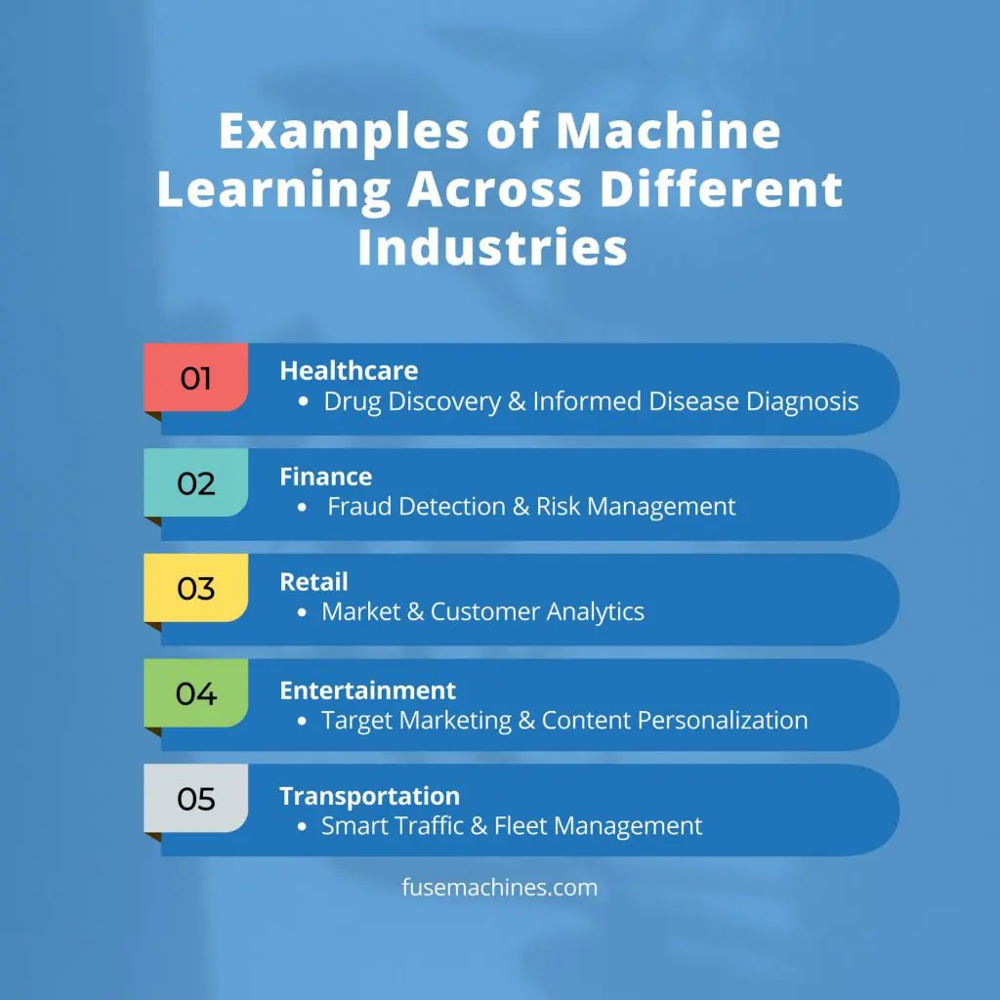 Examples of Machine
Learning Across Different
Industries
01
Healthcare
• Drug Discovery & Informed Disease Diagnosis
02
Finance
• Fraud Detection & Risk Management
03
Retail
• Market & Customer Analytics
04
Entertainment
• Target Marketing & Content Personalization
05
Transportation
• Smart Traffic & Fleet Management
fusemachines.com